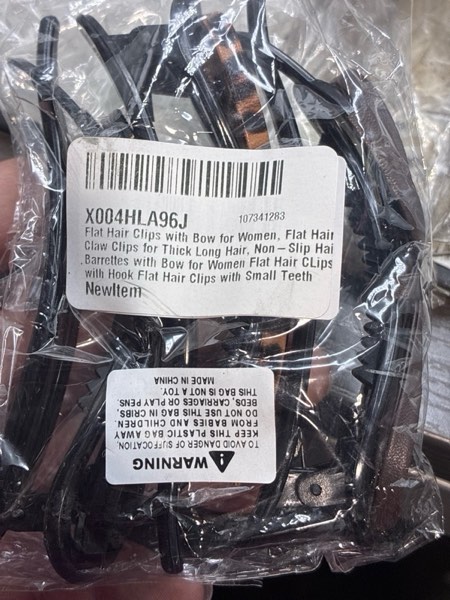 X004HLA96J
107341283
Flat Hair Clips with Bow for Women, Flat Hair
Claw Clips for Thick Long Hair, Non-Slip Hai
.Barrettes with Bow for Women Flat Hair CLips
with Hook Flat Hair Clips with Small Teeth
NewItem
WARNING
TO AVOID DANGER OF SUFFOCATION,
KEEP THIS PLASTIC BAG AWAY
FROM BABIES AND CHILDREN.
DO NOT USE THIS BAG IN CRIBS,
BEDS, CARRIAGES OR PLAY PENS.
THIS BAG IS NOT A TOY.
MADE IN CHINA